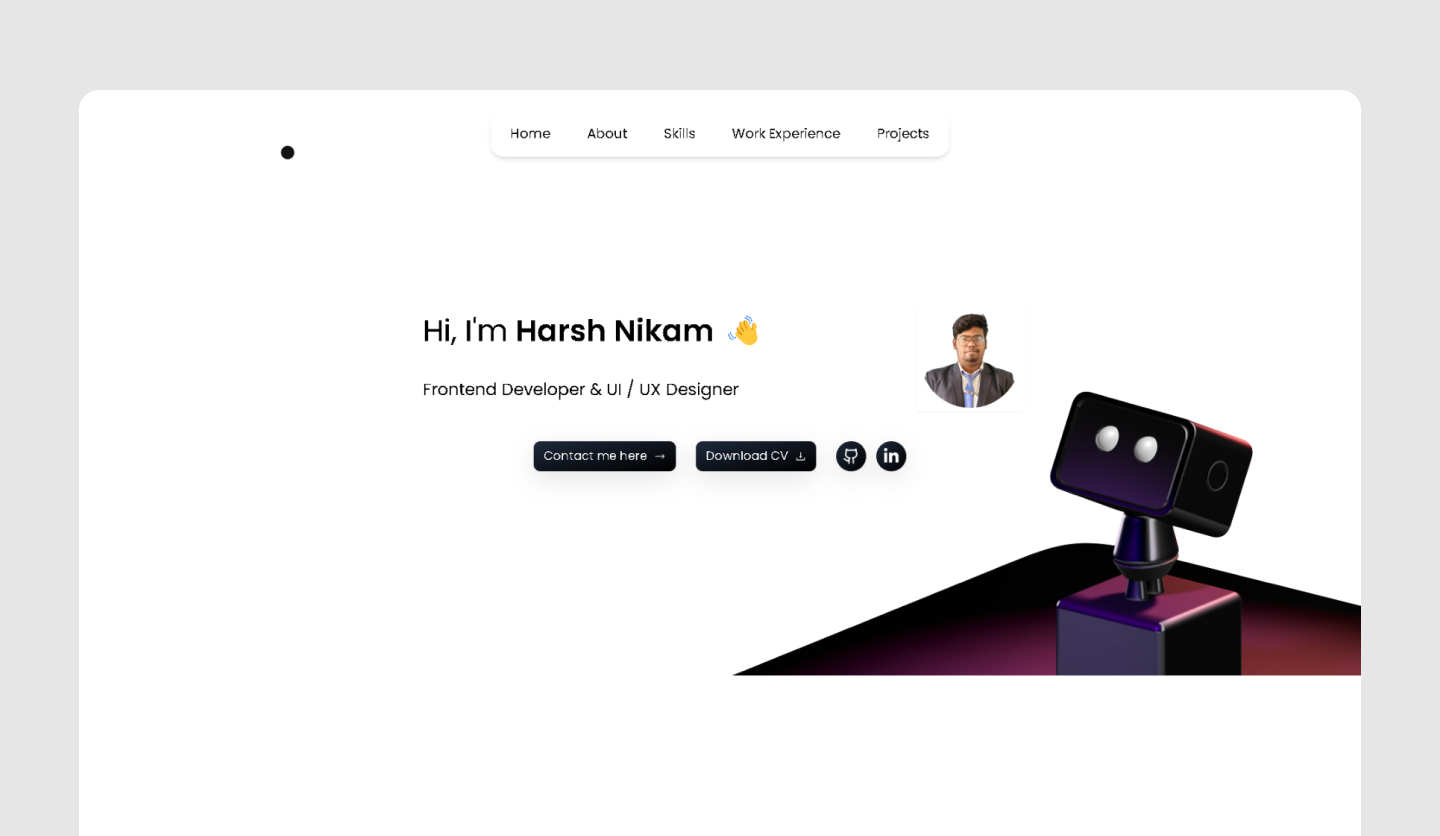 Home About Skills Work Experience Projects
Hi, I'm Harsh Nikam 👋
Frontend Developer & UI / UX Designer
Contact me here → Download CV in